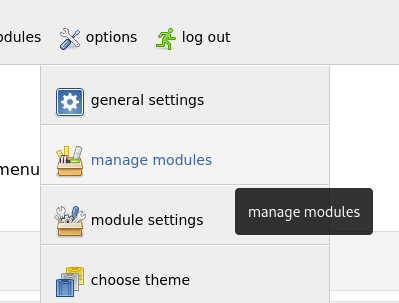 odules options log out
general settings
manage modules
menu
module settings
manage modules
choose theme